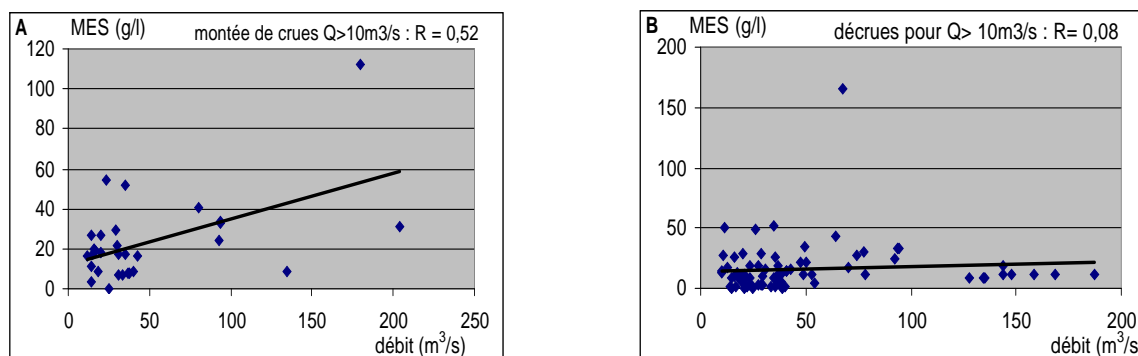 A
MES (g/l)
montée de crues Q>10m3/s : R = 0,52
120
100
80
60
40
20
0
0 50 100 150 200 250
débit (m³/s)
B
MES (g/l)
décrues pour Q> 10m3/s : R= 0,08
200
150
100
50
0
0 50 100 150 200
débit (m³/s)